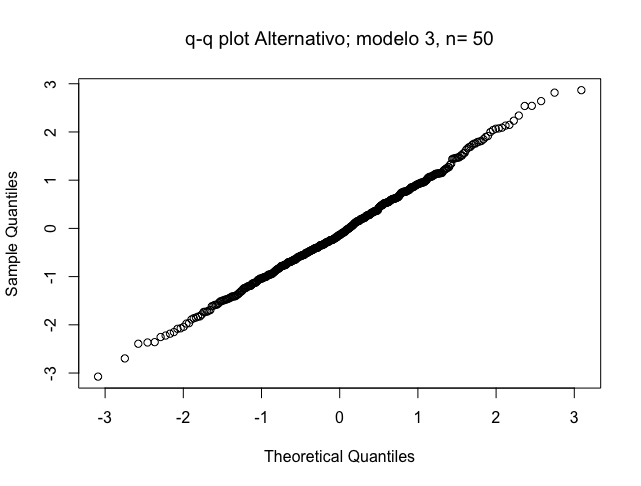 q-q plot Alternativo; modelo 3, n= 50
Sample Quantiles
3
2
1
0
-1
-2
-3
-3 -2 -1 0 1 2 3
Theoretical Quantiles